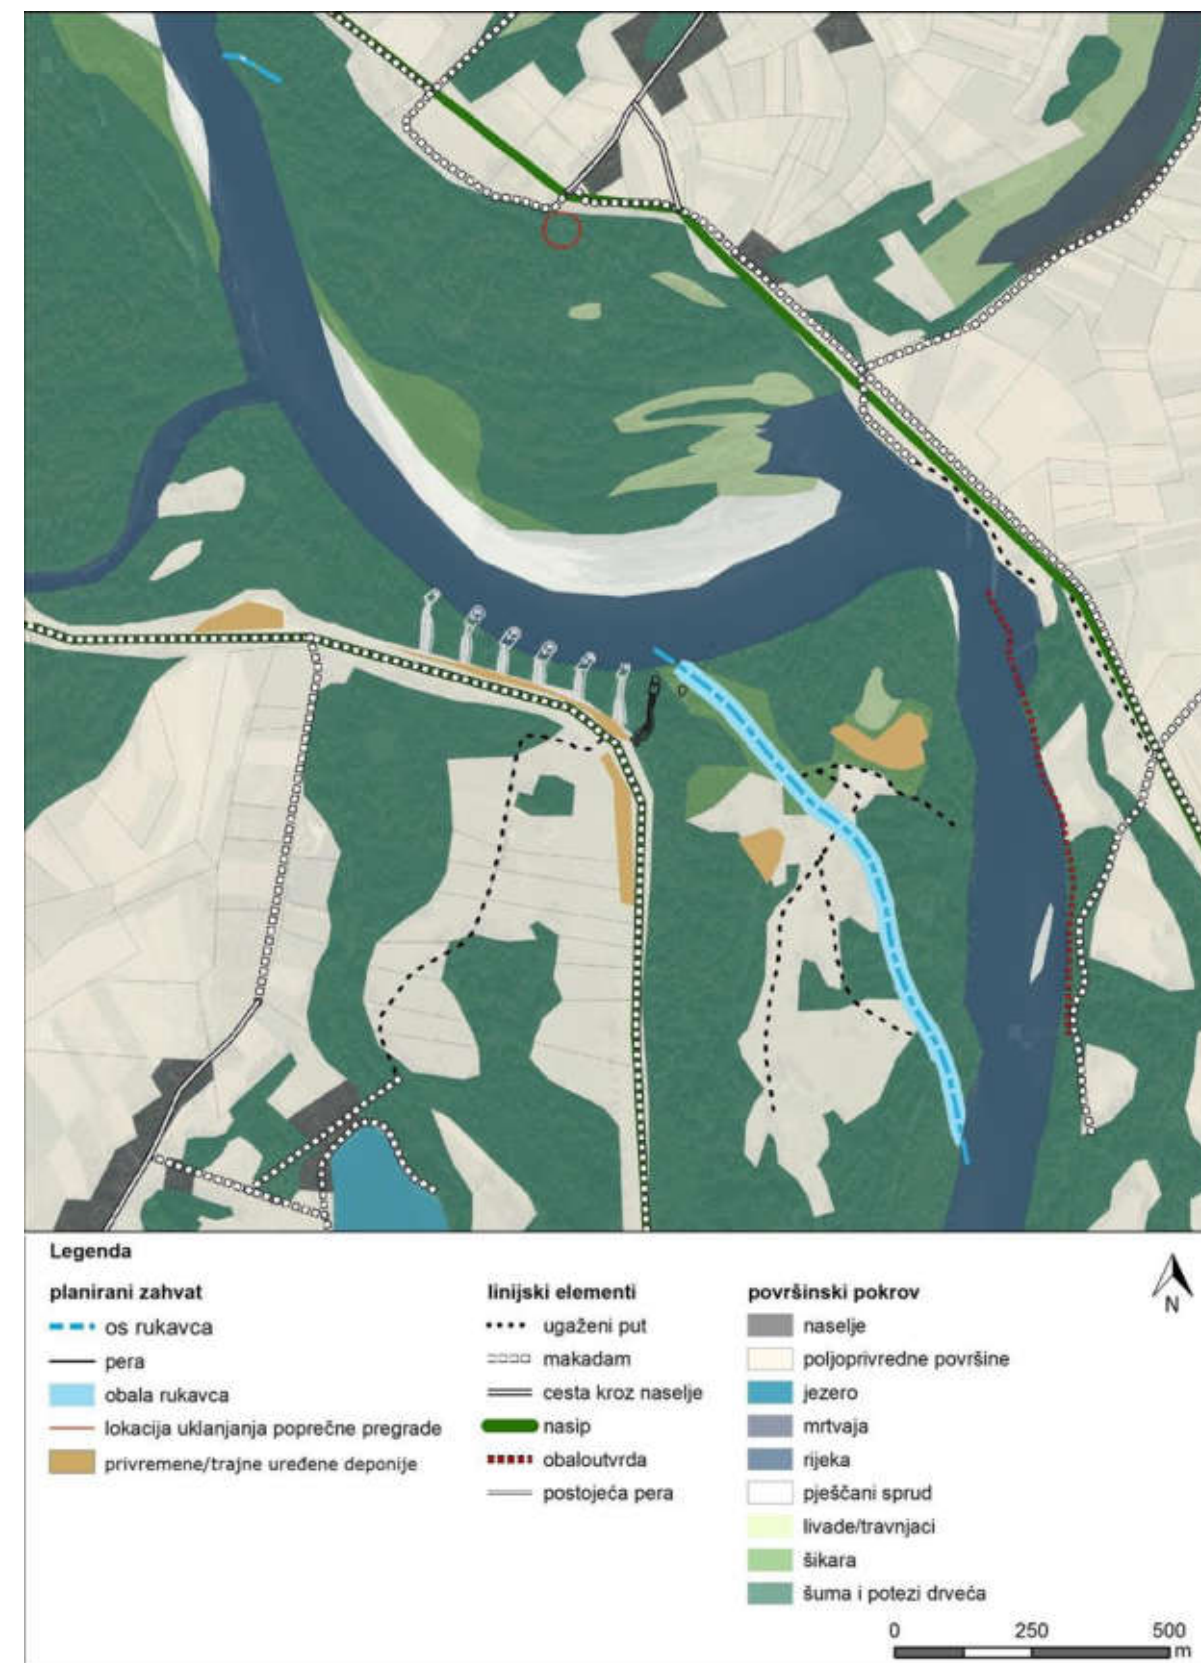 Legenda
planirani zahvat
os rukavca
pera
obala rukavca
lokacija uklanjanja poprečne pregrade
privremene/trajne uređene deponije
linijski elementi
ugaženi put
makadam
cesta kroz naselje
nasip
obaloutvrda
postojeća pera
površinski pokrov
naselje
poljoprivredne površine
jezero
mrtvaja
rijeka
pješčani sprud
livade/travnjaci
šikara
šuma i potezi drveća
N
0 250 500
m